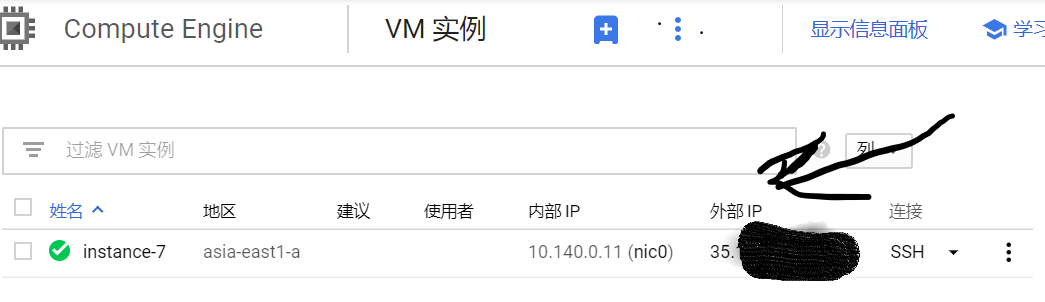 Compute Engine VM 实例 显示信息面板 学习
过滤 VM 实例 列
姓名 地区 建议 使用者 内部 IP 外部 IP 连接
instance-7 asia-east1-a 10.140.0.11 (nic0) 35. SSH